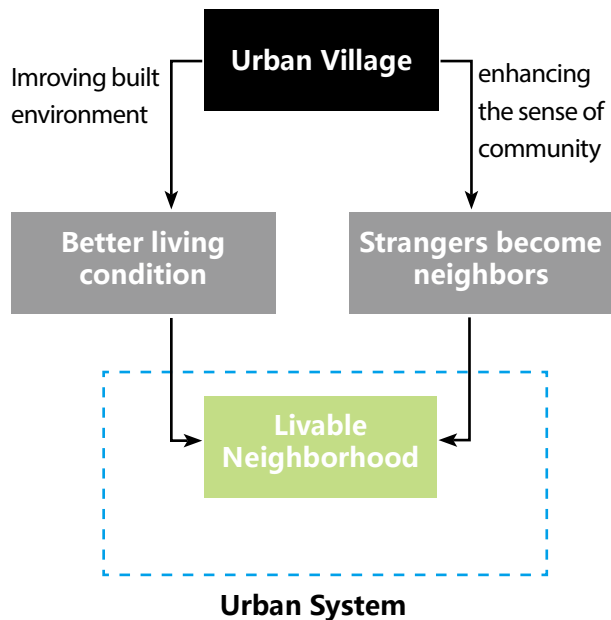 Urban Village
Imroving built
environment
enhancing
the sense of
community
Better living
condition
Strangers become
neighbors
Livable
Neighborhood
Urban System